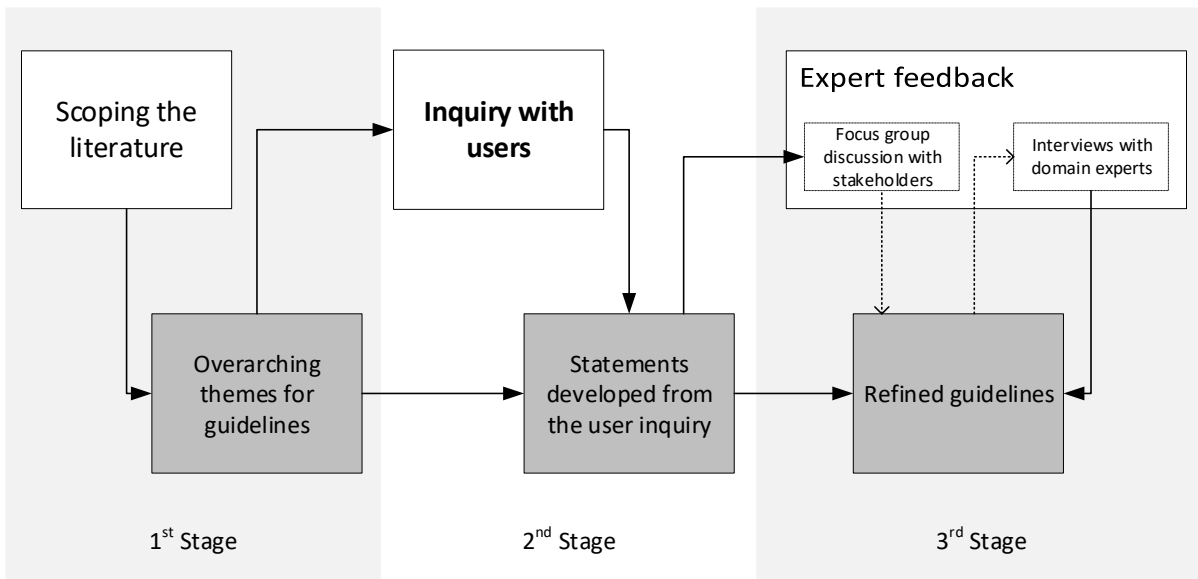 Scoping the
literature
Inquiry with
users
Expert feedback
Focus group
discussion with
stakeholders
Interviews with
domain experts
Overarching
themes for
guidelines
Statements
developed from
the user inquiry
Refined guidelines
1st Stage
2nd Stage
3rd Stage